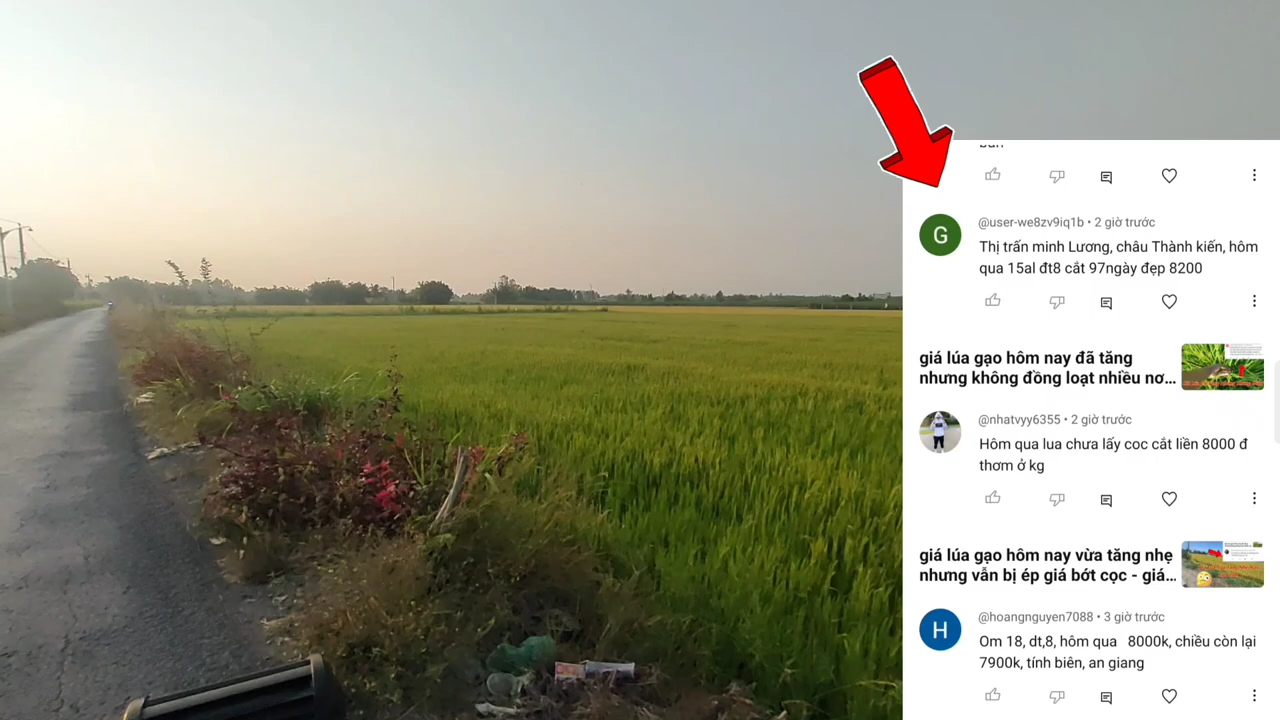 @user-we8zv9iq1b • 2 giờ trước
Thị trấn minh Lương, châu Thành kiến, hôm
qua 15al đt8 cắt 97ngày đẹp 8200
giá lúa gạo hôm nay đã tăng
nhưng không đồng loạt nhiều nơ...
@nhatvyy6355 • 2 giờ trước
Hôm qua lua chưa lấy coc cắt liền 8000 đ
thơm ở kg
giá lúa gạo hôm nay vừa tăng nhẹ
nhưng vẫn bị ép giá bớt cọc - giá...
@hoangnguyen7088 • 3 giờ trước
Om 18, dt,8, hôm qua 8000k, chiều còn lại
7900k, tính biên, an giang
G
H